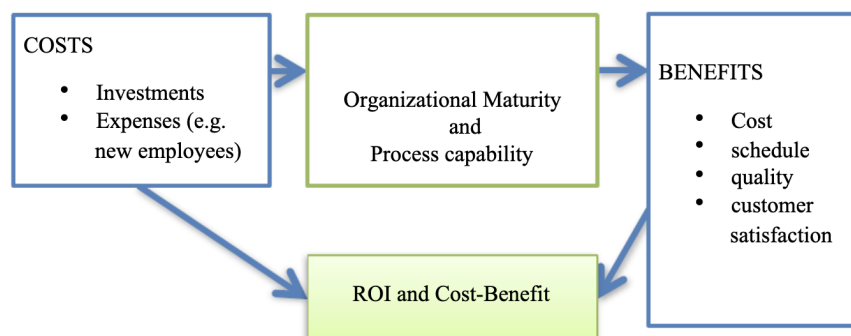 COSTS
• Investments
• Expenses (e.g.
new employees)
Organizational Maturity
and
Process capability
BENEFITS
• Cost
• schedule
• quality
• customer
satisfaction
ROI and Cost-Benefit